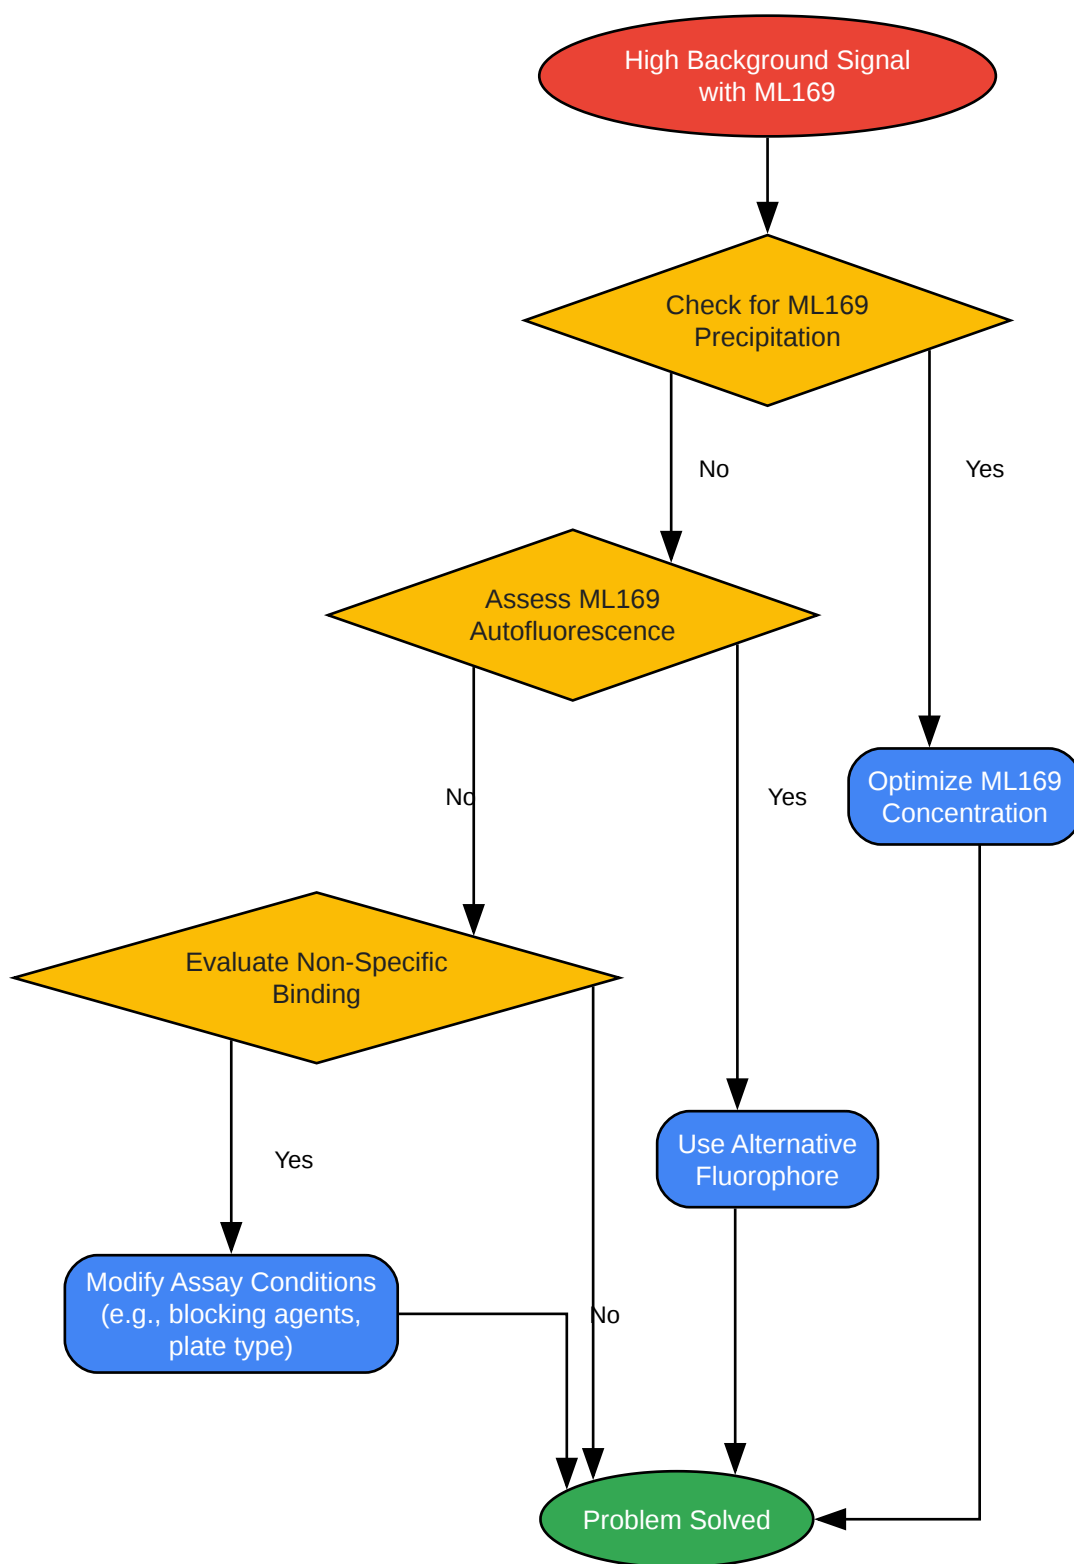 High Background Signal
with ML169
Check for ML169
Precipitation
No
Yes
Assess ML169
Autofluorescence
No
Yes
Optimize ML169
Concentration
Evaluate Non-Specific
Binding
Yes
Use Alternative
Fluorophore
Modify Assay Conditions
(e.g., blocking agents,
plate type)
No
Problem Solved